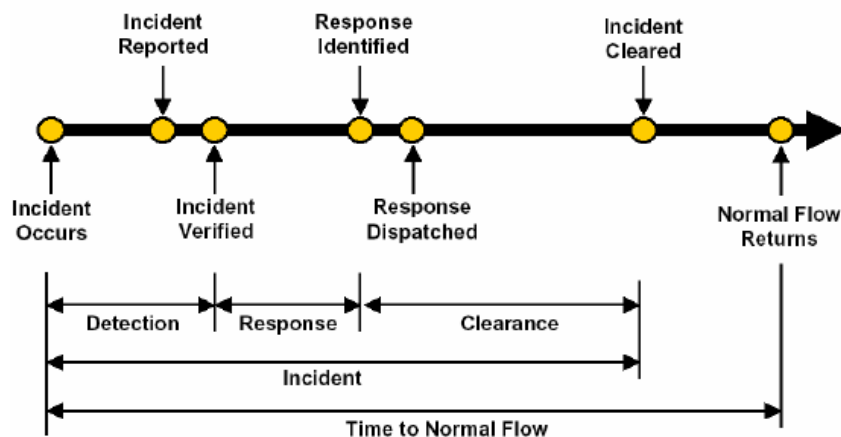 Incident
Reported
Response
Identified
Incident
Cleared
Incident
Occurs
Incident
Verified
Response
Dispatched
Normal Flow
Returns
Detection
Response
Clearance
Incident
Time to Normal Flow